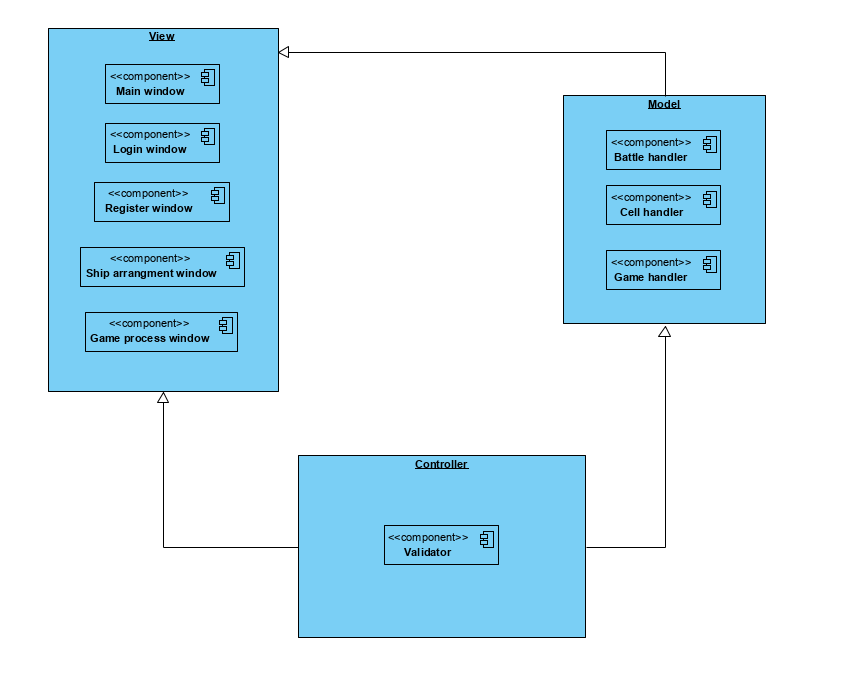 View
<<component>>
Main window
<<component>>
Login window
<<component>>
Register window
<<component>>
Ship arrangment window
<<component>>
Game process window
Model
<<component>>
Battle handler
<<component>>
Cell handler
<<component>>
Game handler
Controller
<<component>>
Validator